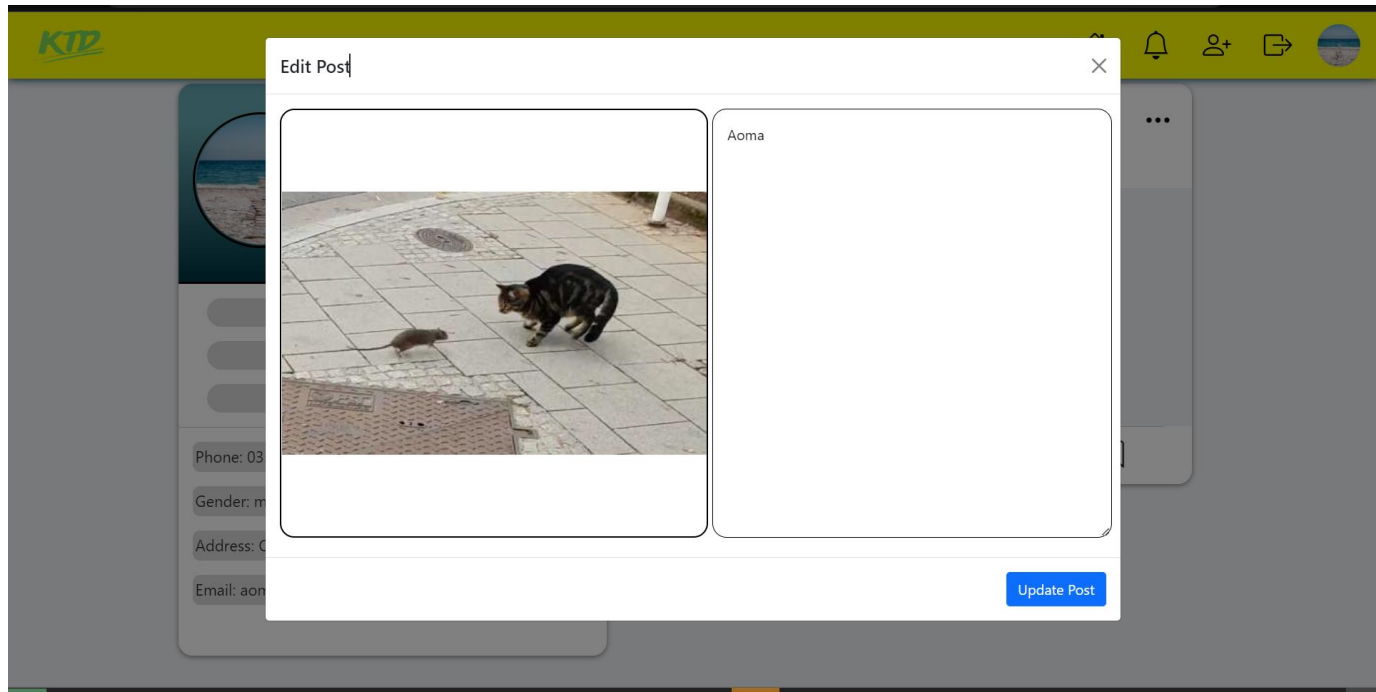 KTD
Edit Post
Aoma
Phone: 03
Gender: m
Address: C
Email: aom
Update Post